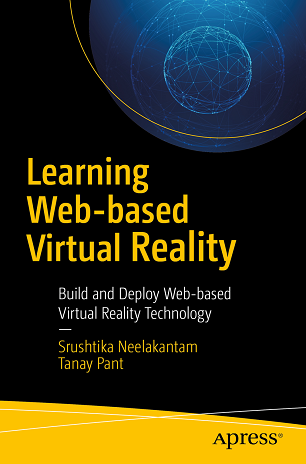 Learning
Web-based
Virtual Reality
Build and Deploy Web-based
Virtual Reality Technology
Srushtika Neelakantam
Tanay Pant
Apress®